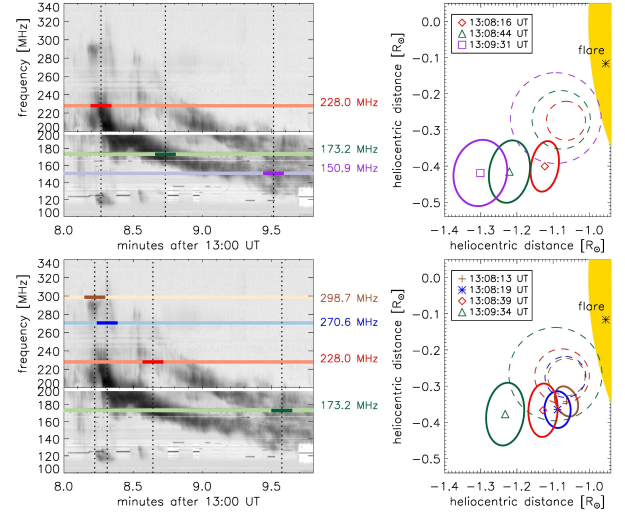 frequency [MHz]
340
320
300
280
260
240
220
200
200
180
160
140
120
100
228.0 MHz
173.2 MHz
150.9 MHz
8.0
8.5
9.0
9.5
minutes after 13:00 UT
heliocentric distance [R☉]
0.0
−0.1
−0.2
−0.3
−0.4
−0.5
13:08:16 UT
13:08:44 UT
13:09:31 UT
flare
−1.4
−1.3
−1.2
−1.1
−1.0
heliocentric distance [R☉]
frequency [MHz]
340
320
300
280
260
240
220
200
200
180
160
140
120
100
298.7 MHz
270.6 MHz
228.0 MHz
173.2 MHz
8.0
8.5
9.0
9.5
minutes after 13:00 UT
heliocentric distance [R☉]
0.0
−0.1
−0.2
−0.3
−0.4
−0.5
13:08:13 UT
13:08:19 UT
13:08:39 UT
13:09:34 UT
flare
−1.4
−1.3
−1.2
−1.1
−1.0
heliocentric distance [R☉]